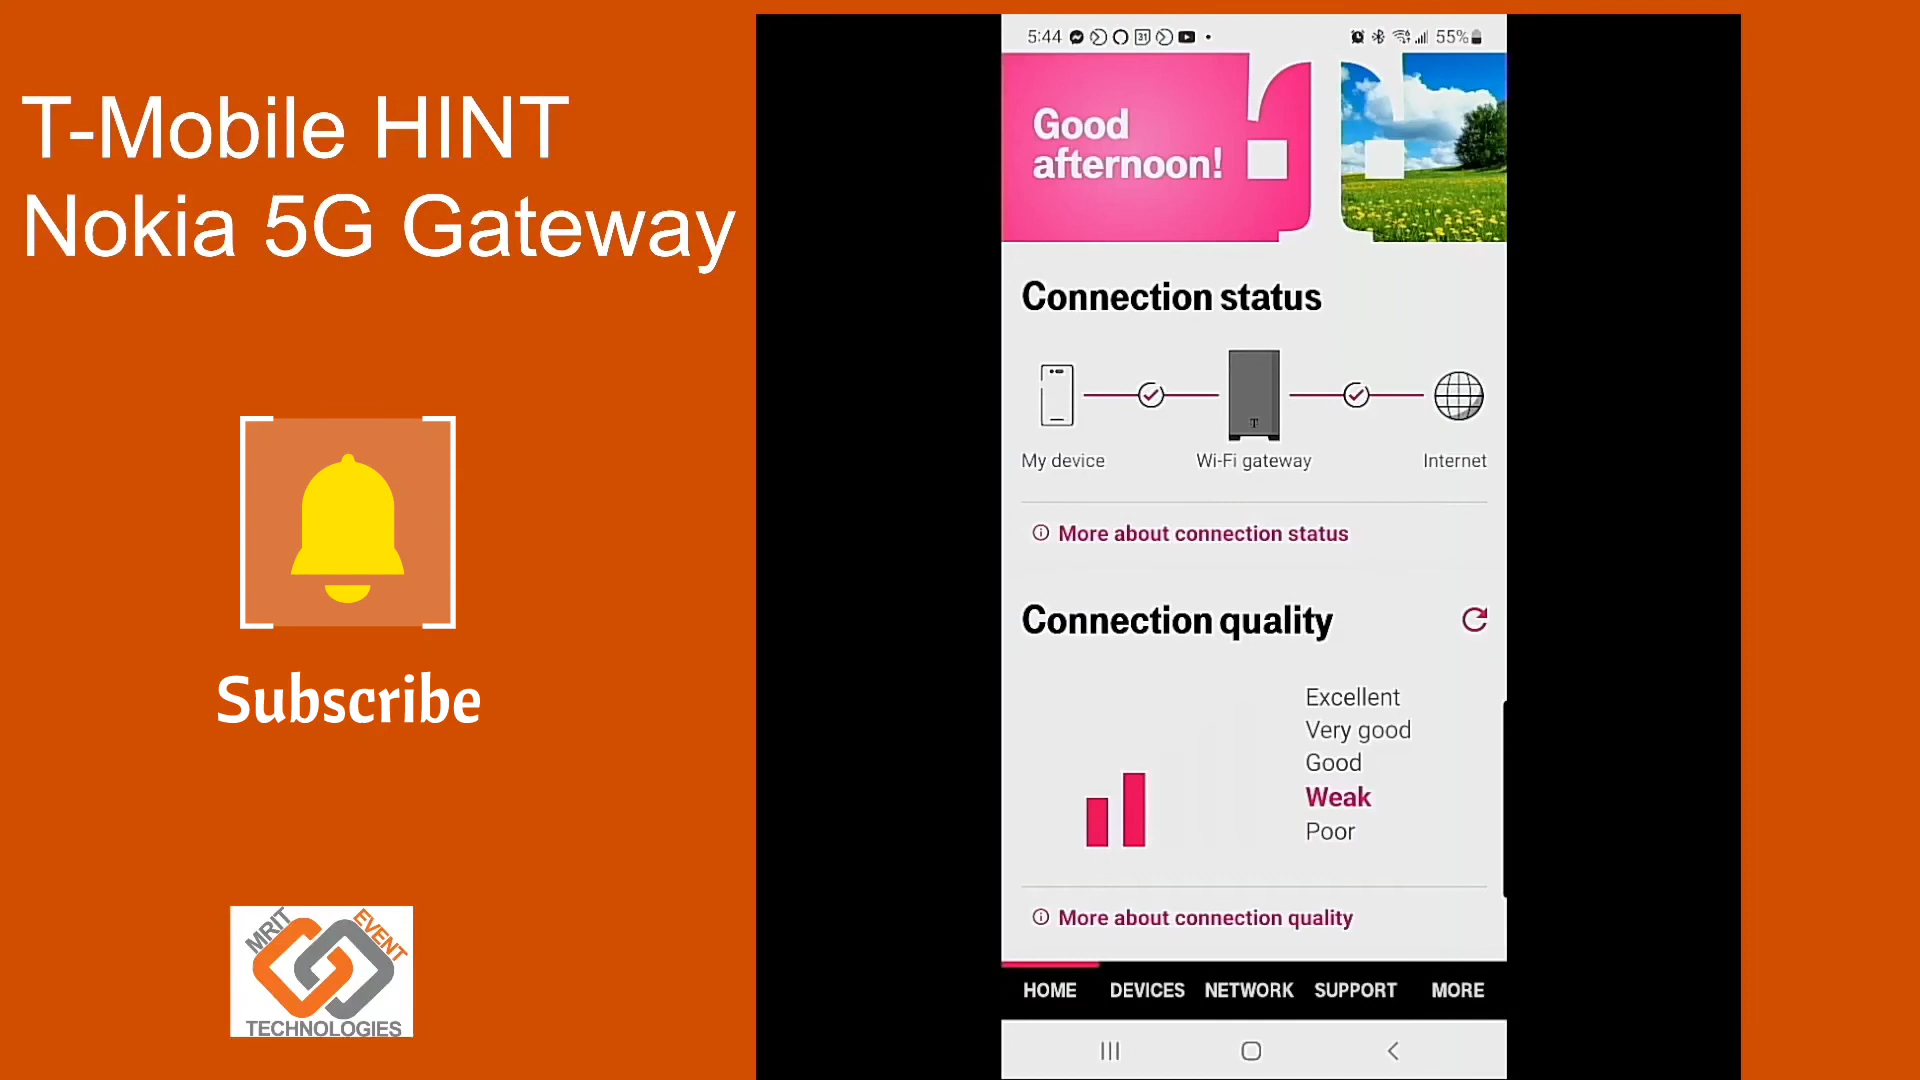 T-Mobile HINT
Nokia 5G Gateway
Subscribe
MRIT EVENT
TECHNOLOGIES
5:44
31
55%
Good
afternoon!
Connection status
T
My device
Wi-Fi gateway
Internet
More about connection status
Connection quality
Excellent
Very good
Good
Weak
Poor
More about connection quality
HOME DEVICES NETWORK SUPPORT MORE